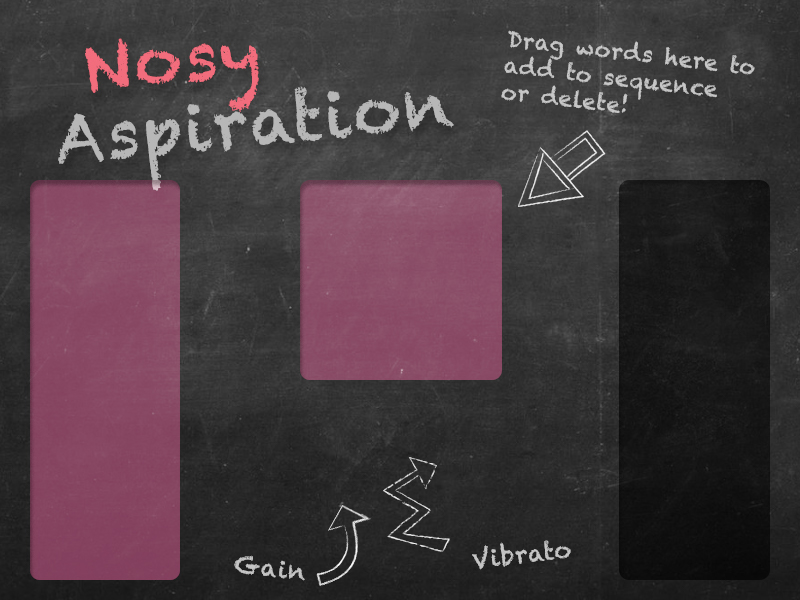 Nosy
Aspiration
Drag words here to
add to sequence
or delete!
Gain
Vibrato